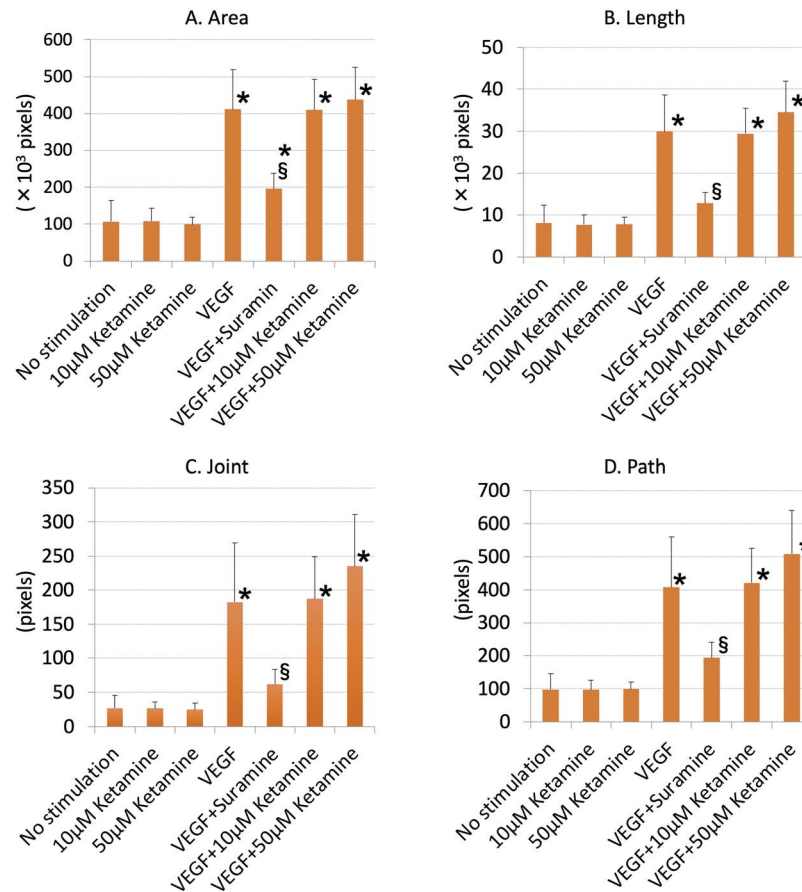 A. Area
(×10³ pixels)
600
500
400
300
200
100
0
*
*
§
*
*
No stimulation
10μM Ketamine
50μM Ketamine
VEGF
VEGF+Suramine
VEGF+10μM Ketamine
VEGF+50μM Ketamine
B. Length
(×10³ pixels)
50
40
30
20
10
0
*
§
*
*
No stimulation
10μM Ketamine
50μM Ketamine
VEGF
VEGF+Suramine
VEGF+10μM Ketamine
VEGF+50μM Ketamine
C. Joint
(pixels)
350
300
250
200
150
100
50
0
*
§
*
*
No stimulation
10μM Ketamine
50μM Ketamine
VEGF
VEGF+Suramine
VEGF+10μM Ketamine
VEGF+50μM Ketamine
D. Path
(pixels)
700
600
500
400
300
200
100
0
*
§
*
*
No stimulation
10μM Ketamine
50μM Ketamine
VEGF
VEGF+Suramine
VEGF+10μM Ketamine
VEGF+50μM Ketamine